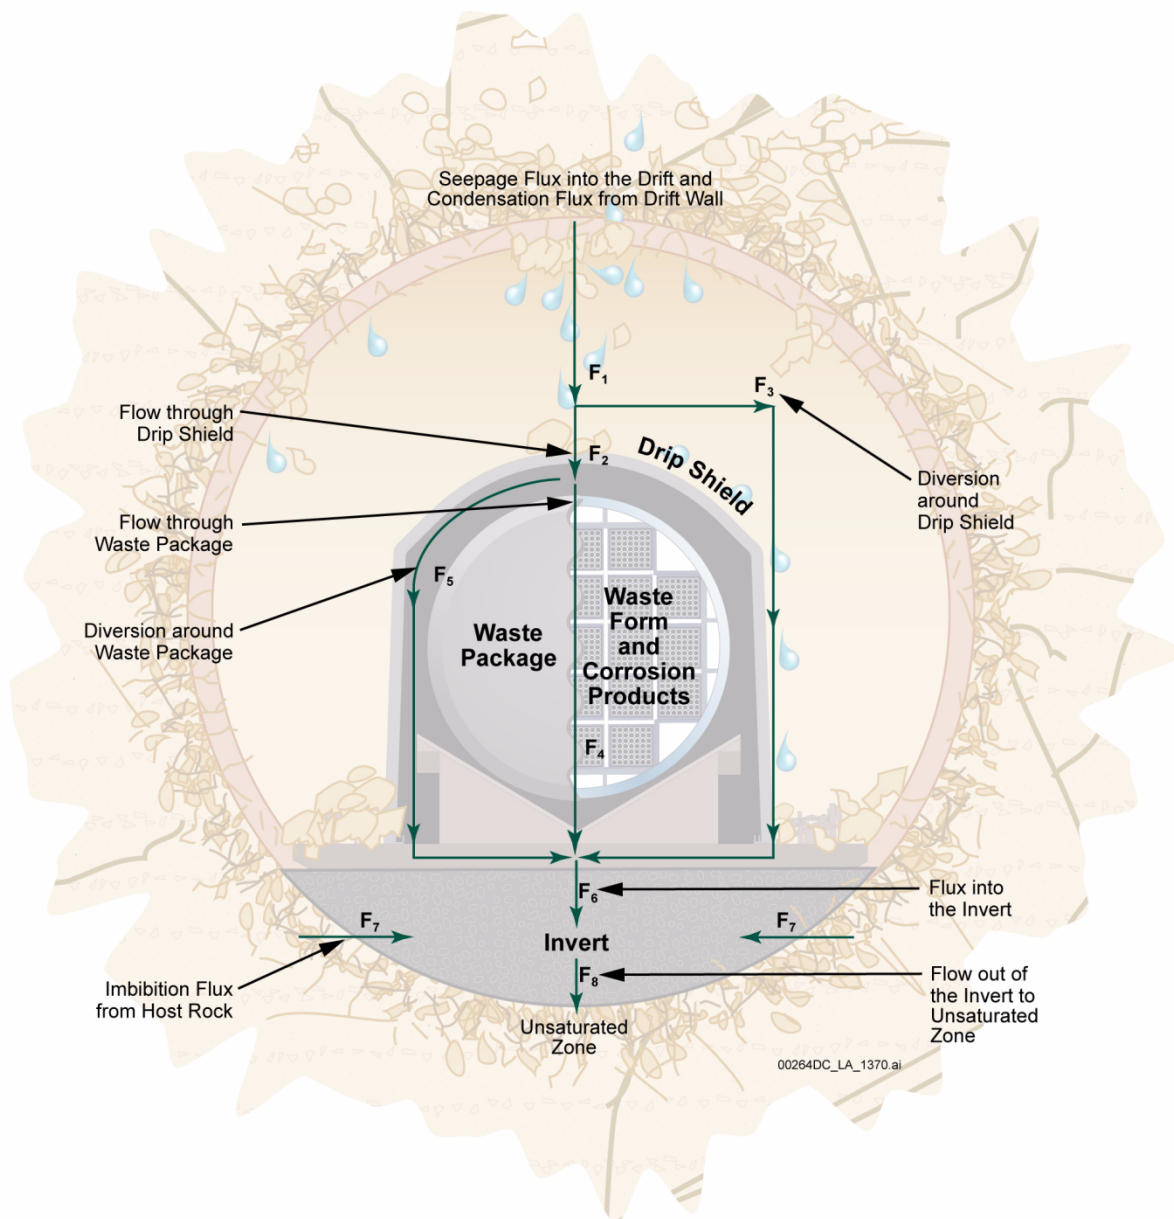 Seepage Flux into the Drift and
Condensation Flux from Drift Wall
F1
F3
Flow through
Drip Shield
F2
Drip Shield
Diversion
around
Drip Shield
Flow through
Waste Package
F5
Waste
Package
Waste
Form
and
Corrosion
Products
Diversion around
Waste Package
F4
F6
Flux into
the Invert
F7
F7
Invert
Imbibition Flux
from Host Rock
F8
Flow out of
the Invert to
Unsaturated
Zone
Unsaturated
Zone
00264DC_LA_1370.ai